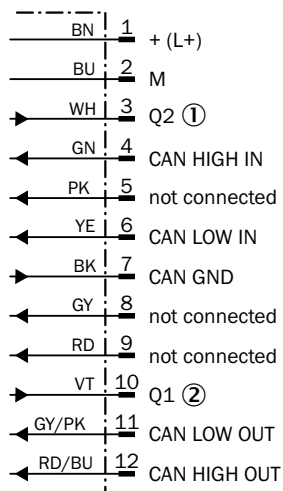 BN 1 + (L+)
BU 2 M
WH 3 Q2 ①
GN 4 CAN HIGH IN
PK 5 not connected
YE 6 CAN LOW IN
BK 7 CAN GND
GY 8 not connected
RD 9 not connected
VT 10 Q1 ②
GY/PK 11 CAN LOW OUT
RD/BU 12 CAN HIGH OUT